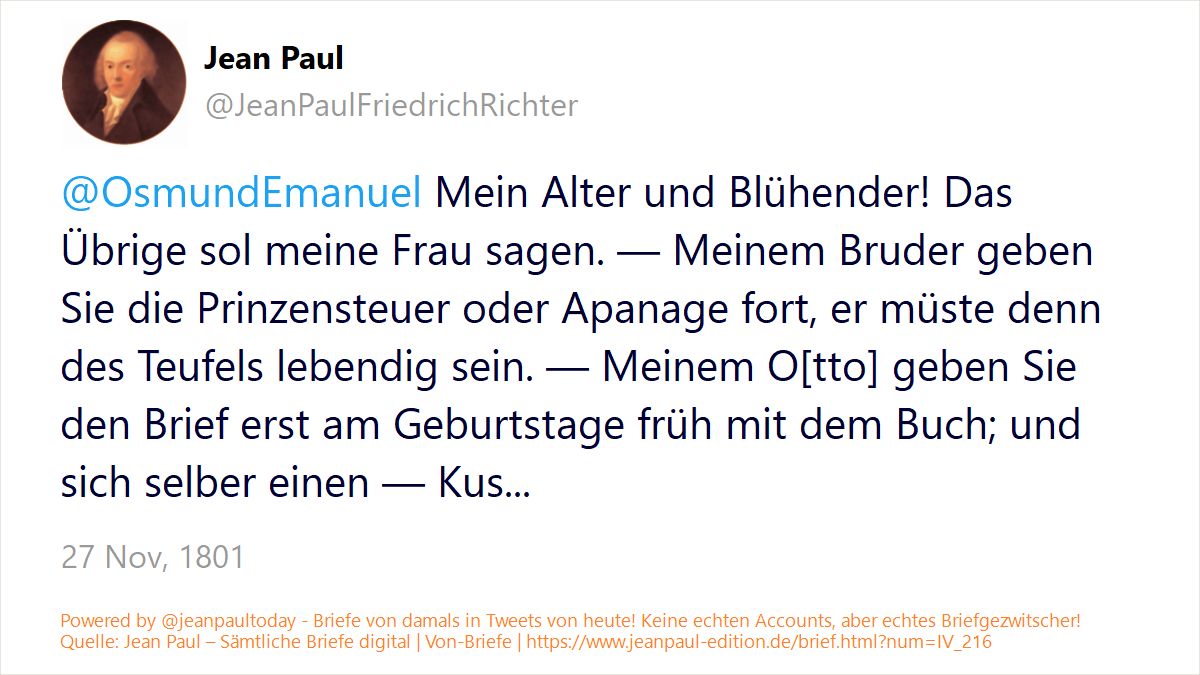 Jean Paul
@JeanPaulFriedrichRichter
@OsmundEmanuel Mein Alter und Blühender! Das
Übrige sol meine Frau sagen. — Meinem Bruder geben
Sie die Prinzensteuer oder Apanage fort, er müste denn
des Teufels lebendig sein. — Meinem O[tto] geben Sie
den Brief erst am Geburtstage früh mit dem Buch; und
sich selber einen — Kus...
27 Nov, 1801
Powered by @jeanpaultoday - Briefe von damals in Tweets von heute! Keine echten Accounts, aber echtes Briefgezwitscher!
Quelle: Jean Paul – Sämtliche Briefe digital | Von-Briefe | https://www.jeanpaul-edition.de/brief.html?num=IV_216